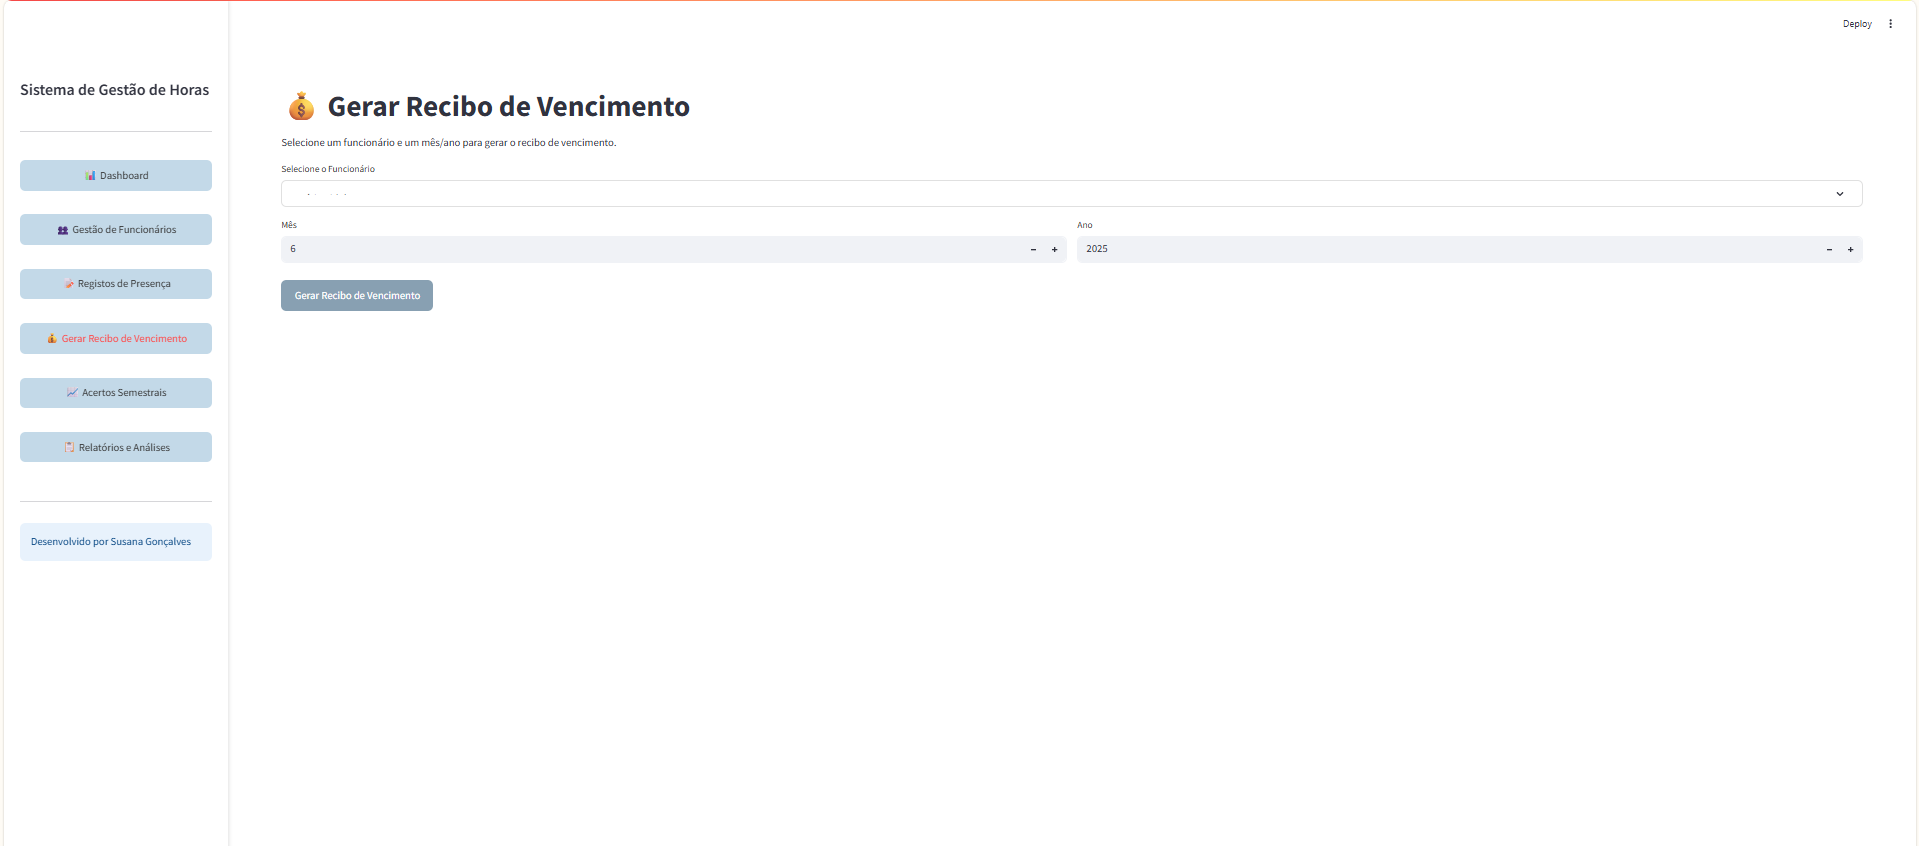 Deploy
Sistema de Gestão de Horas
Dashboard
Gestão de Funcionários
Registos de Presença
Gerar Recibo de Vencimento
Acertos Semestrais
Relatórios e Análises
Desenvolvido por Susana Gonçalves
Gerar Recibo de Vencimento
Selecione um funcionário e um mês/ano para gerar o recibo de vencimento.
Selecione o Funcionário
Mês
6
Ano
2025
Gerar Recibo de Vencimento